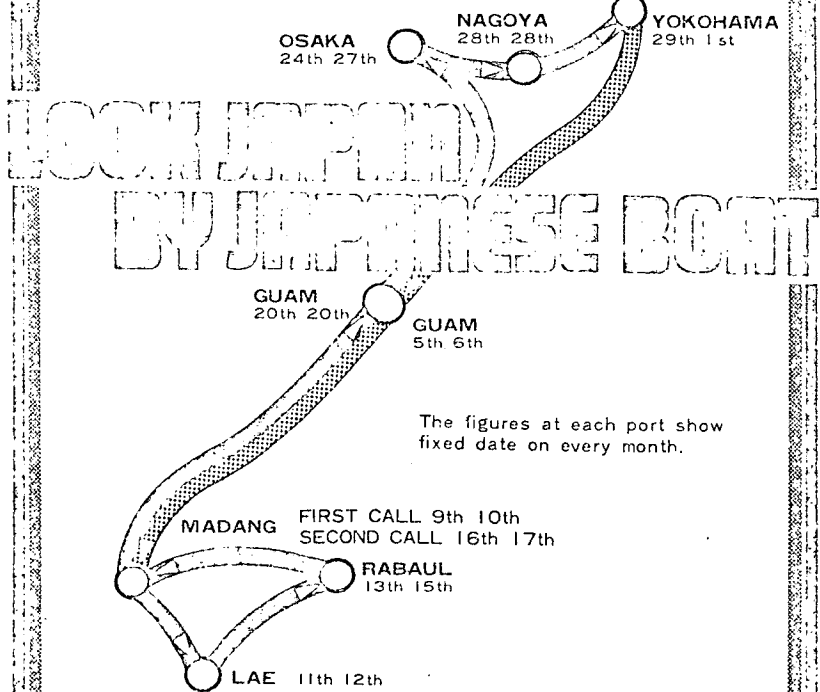 NAGOYA
28th 28th
YOKOHAMA
29th 1st
OSAKA
24th 27th
LOOK JAPAN
BY JAPANESE BOAT
GUAM
20th 20th
GUAM
5th 6th
The figures at each port show
fixed date on every month.
MADANG
FIRST CALL 9th 10th
SECOND CALL 16th 17th
RABAUL
13th 15th
LAE 11th 12th